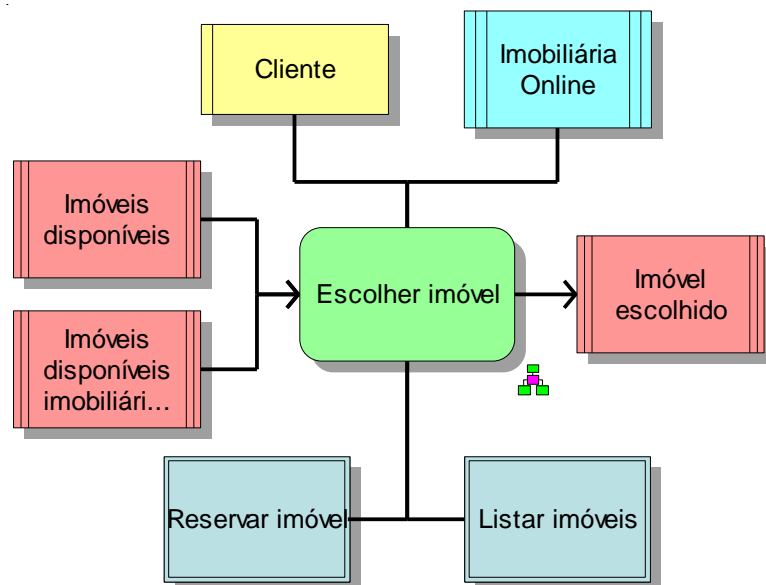 Cliente
Imobiliária
Online
Imóveis
disponíveis
Escolher imóvel
Imóvel
escolhido
Imóveis
disponíveis
imobiliári...
Reservar imóvel
Listar imóveis